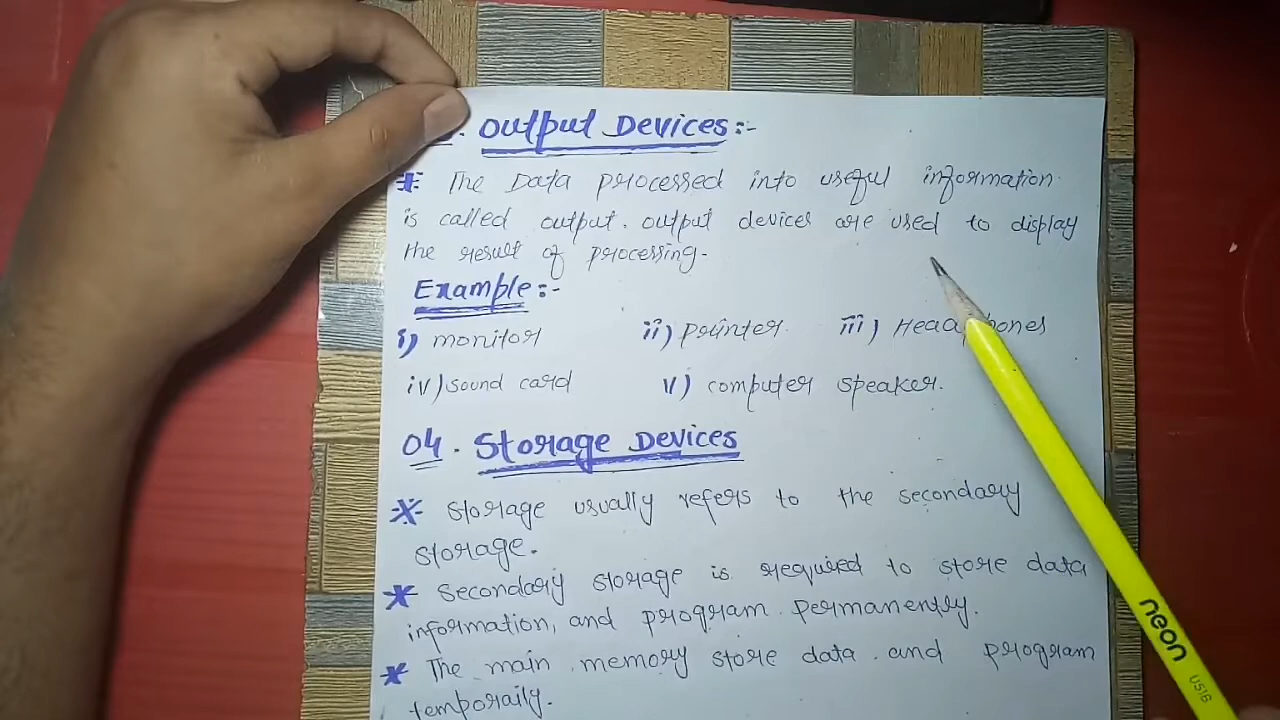 . Output Devices:-
* The Data processed into useful information
is called output. output devices are used to display
the result of processing.
Example:-
i) monitor ii) printer. iii) Headphones
iv) sound card v) computer speaker.
04. Storage Devices
* Storage usually refers to the secondary
storage.
* Secondary storage is required to store data
information, and program. permanently.
* The main memory store data and program
temporaily.
neon
USIB